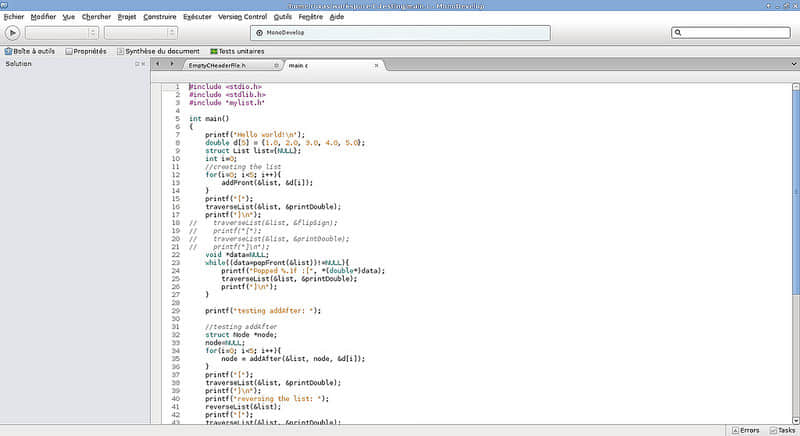 MonoDevelop
Fichier Modifier Vue Chercher Projet Construire Exécuter Version Control Outils Fenêtre Aide
MonoDevelop
Boîte à outils Propriétés Synthèse du document Tests unitaires
Solution
EmptyCHeaderFile.h main.c
1 #include <stdio.h>
2 #include <stdlib.h>
3 #include "mylist.h"
4
5 int main()
6 {
7 printf("Hello world!\n");
8 double d[5] = {1.0, 2.0, 3.0, 4.0, 5.0};
9 struct List list={NULL};
10 int i=0;
11 //creating the list
12 for(i=0; i<5; i++){
13 addFront(&list, &d[i]);
14 }
15 printf("[");
16 traverseList(&list, &printDouble);
17 printf("]\n");
18 // traverseList(&list, &flipSign);
19 // printf("[");
20 // traverseList(&list, &printDouble);
21 // printf("]\n");
22 void *data=NULL;
23 while((data=popFront(&list))!=NULL){
24 printf("Popped %.1f :[", *(double*)data);
25 traverseList(&list, &printDouble);
26 printf("]\n");
27 }
28
29 printf("testing addAfter: ");
30
31 //testing addAfter
32 struct Node *node;
33 node=NULL;
34 for(i=0; i<5; i++){
35 node = addAfter(&list, node, &d[i]);
36 }
37 printf("[");
38 traverseList(&list, &printDouble);
39 printf("]\n");
40 printf("reversing the list: ");
41 reverseList(&list);
42 printf("[");
43 traverseList(&list, &printDouble);
Errors Tasks